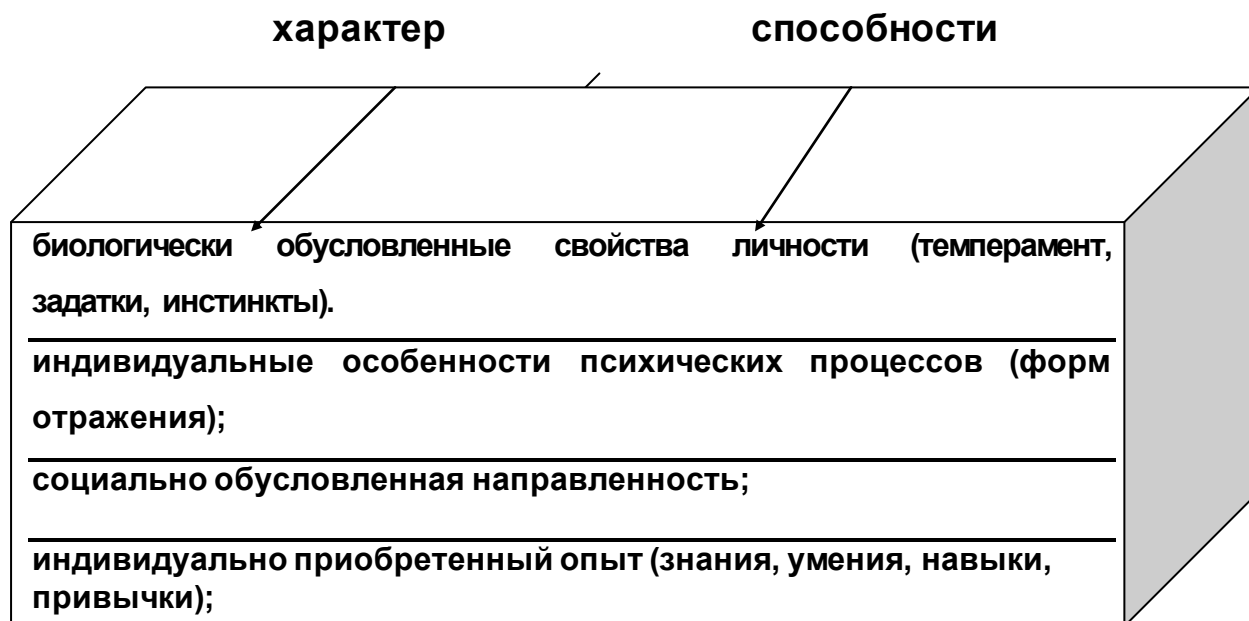 характер способности
биологически обусловленные свойства личности (темперамент,
задатки, инстинкты).
индивидуальные особенности психических процессов (форм
отражения);
социально обусловленная направленность;
индивидуально приобретенный опыт (знания, умения, навыки,
привычки);